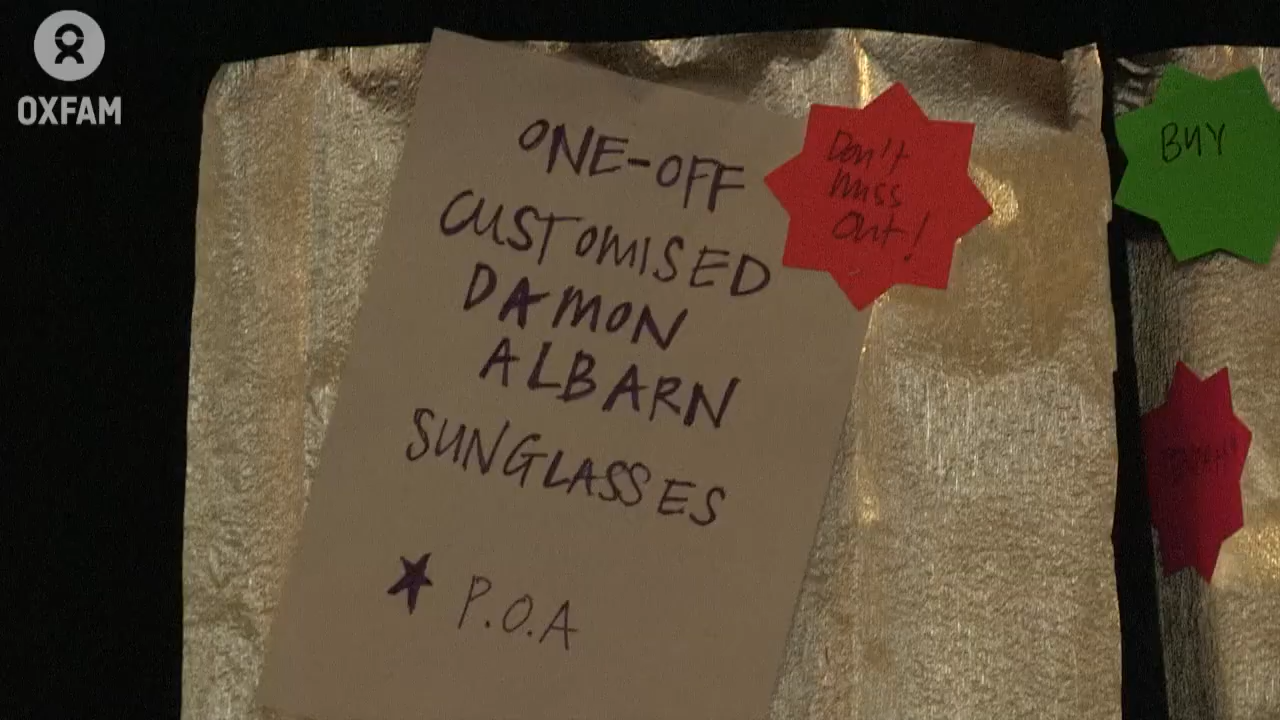 OXFAM
ONE-OFF
CUSTOMISED
DAMON
ALBARN
SUNGLASSES
★ P.O.A
Don't
miss
Out!
BUY